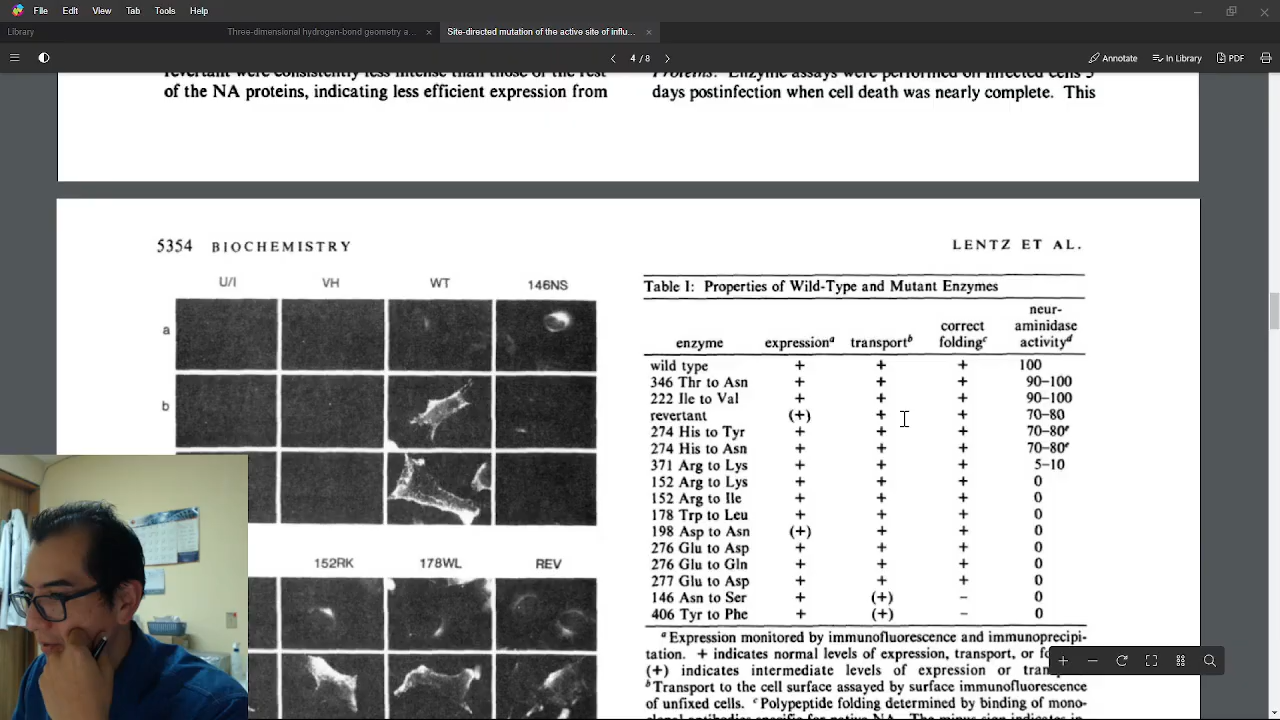 File Edit View Tab Tools Help
Library
Three-dimensional hydrogen-bond geometry a...
Site-directed mutation of the active site of influ...
4 / 8
Annotate In Library PDF
revertant were consistently less intense than those of the rest
of the NA proteins, indicating less efficient expression from
Proteins. Enzyme assays were performed on infected cells 3
days postinfection when cell death was nearly complete. This
5354 BIOCHEMISTRY
LENTZ ET AL.
U/I VH WT 146NS
a
b
152RK 178WL REV
Table I: Properties of Wild-Type and Mutant Enzymes
enzyme expressionᵃ transportᵇ correct foldingᶜ neur-aminidase activityᵈ
wild type + + + 100
346 Thr to Asn + + + 90–100
222 Ile to Val + + + 90–100
revertant (+) + + 70–80
274 His to Tyr + + + 70–80ᵉ
274 His to Asn + + + 70–80ᵉ
371 Arg to Lys + + + 5–10
152 Arg to Lys + + + 0
152 Arg to Ile + + + 0
178 Trp to Leu + + + 0
198 Asp to Asn (+) + + 0
276 Glu to Asp + + + 0
276 Glu to Gln + + + 0
277 Glu to Asp + + + 0
146 Asn to Ser + (+) − 0
406 Tyr to Phe + (+) − 0
ᵃExpression monitored by immunofluorescence and immunoprecipi-
tation. + indicates normal levels of expression, transport, or
(+) indicates intermediate levels of expression or
ᵇTransport to the cell surface assayed by surface immunofluorescence
of unfixed cells. ᶜPolypeptide folding determined by binding of mono-